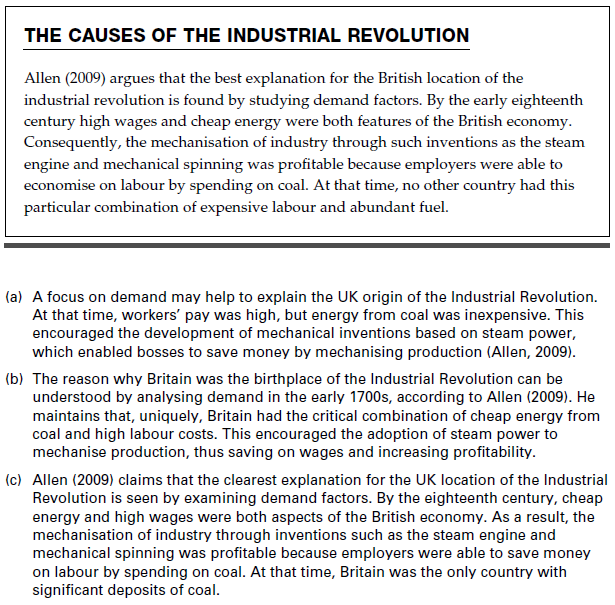 THE CAUSES OF THE INDUSTRIAL REVOLUTION
Allen (2009) argues that the best explanation for the British location of the
industrial revolution is found by studying demand factors. By the early eighteenth
century high wages and cheap energy were both features of the British economy.
Consequently, the mechanisation of industry through such inventions as the steam
engine and mechanical spinning was profitable because employers were able to
economise on labour by spending on coal. At that time, no other country had this
particular combination of expensive labour and abundant fuel.
(a) A focus on demand may help to explain the UK origin of the Industrial Revolution.
At that time, workers' pay was high, but energy from coal was inexpensive. This
encouraged the development of mechanical inventions based on steam power,
which enabled bosses to save money by mechanising production (Allen, 2009).
(b) The reason why Britain was the birthplace of the Industrial Revolution can be
understood by analysing demand in the early 1700s, according to Allen (2009). He
maintains that, uniquely, Britain had the critical combination of cheap energy from
coal and high labour costs. This encouraged the adoption of steam power to
mechanise production, thus saving on wages and increasing profitability.
(c) Allen (2009) claims that the clearest explanation for the UK location of the Industrial
Revolution is seen by examining demand factors. By the eighteenth century, cheap
energy and high wages were both aspects of the British economy. As a result, the
mechanisation of industry through inventions such as the steam engine and
mechanical spinning was profitable because employers were able to save money
on labour by spending on coal. At that time, Britain was the only country with
significant deposits of coal.